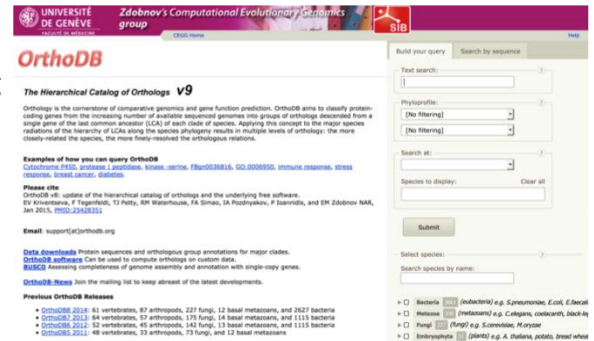 UNIVERSITÉ
DE GENÈVE
FACULTÉ DE MÉDECINE
Zdobnov's Computational Evolutionary Genomics
group
SIB
CEGG Home
Help
OrthoDB
The Hierarchical Catalog of Orthologs v9
Orthology is the cornerstone of comparative genomics and gene function prediction. OrthoDB aims to classify protein-
coding genes from the increasing number of available sequenced genomes into groups of orthologs descended from a
single gene of the last common ancestor (LCA) of each clade of species. Applying this concept to the major species
radiations of the hierarchy of LCAs along the species phylogeny results in multiple levels of orthology: the more
closely-related the species, the more finely-resolved the orthologous relations.
Examples of how you can query OrthoDB
Cytochrome P450, protease | peptidase, kinase -serine, FBgn0036816, GO:0006950, immune response, stress
response, breast cancer, diabetes.
Please cite
OrthoDB v8: update of the hierarchical catalog of orthologs and the underlying free software.
EV Kriventseva, F Tegenfeldt, TJ Petty, RM Waterhouse, FA Simao, IA Pozdnyakov, P Ioannidis, and EM Zdobnov NAR,
Jan 2015, PMID:25428351
Email: support[at]orthodb.org
Data downloads Protein sequences and orthologous group annotations for major clades.
OrthoDB software Can be used to compute orthologs on custom data.
BUSCO Assessing completeness of genome assembly and annotation with single-copy genes.
OrthoDB-News Join the mailing list to keep abreast of the latest developments.
Previous OrthoDB Releases
• OrthoDB8 2014: 61 vertebrates, 87 arthropods, 227 fungi, 12 basal metazoans, and 2627 bacteria
• OrthoDB7 2013: 64 vertebrates, 57 arthropods, 175 fungi, 14 basal metazoans, and 1115 bacteria
• OrthoDB6 2012: 52 vertebrates, 45 arthropods, 142 fungi, 13 basal metazoans, and 1115 bacteria
• OrthoDB5 2011: 48 vertebrates, 33 arthropods, 73 fungi, and 12 basal metazoans
Build your query
Search by sequence
Text search:
Phyloprofile:
[No filtering]
[No filtering]
Search at:
Species to display:
Clear all
Submit
Select species:
Search species by name:
Bacteria (eubacteria) e.g. S.pneumoniae, E.coli, E.faecali
Metazoa (metazoans) e.g. C.elegans, coelacanth, black-le
Fungi (fungi) e.g. S.cerevisiae, M.oryzae
Embryophyta (plants) e.g. A. thaliana, potato, bread whea